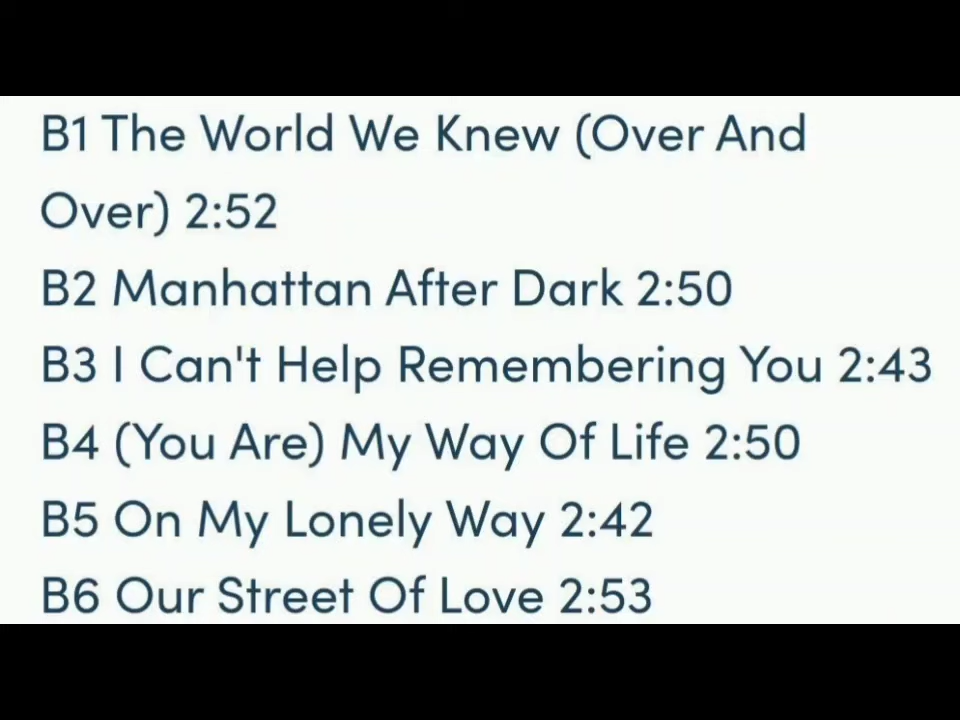 B1 The World We Knew (Over And
Over) 2:52
B2 Manhattan After Dark 2:50
B3 I Can't Help Remembering You 2:43
B4 (You Are) My Way Of Life 2:50
B5 On My Lonely Way 2:42
B6 Our Street Of Love 2:53